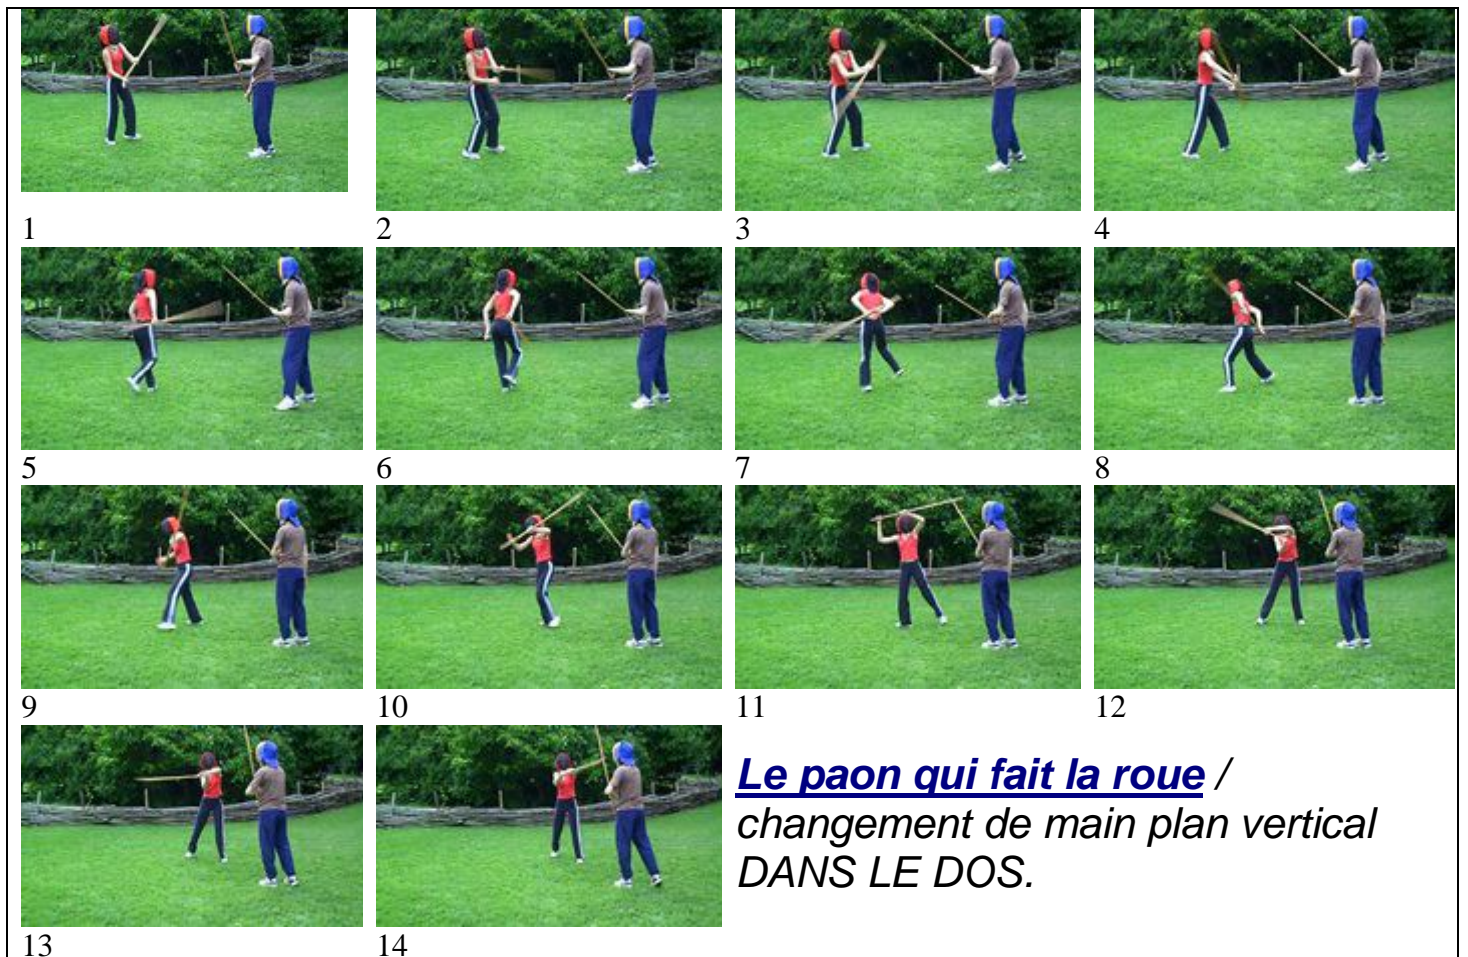 1 2 3 4
5 6 7 8
9 10 11 12
Le paon qui fait la roue /
changement de main plan vertical
DANS LE DOS.
13 14